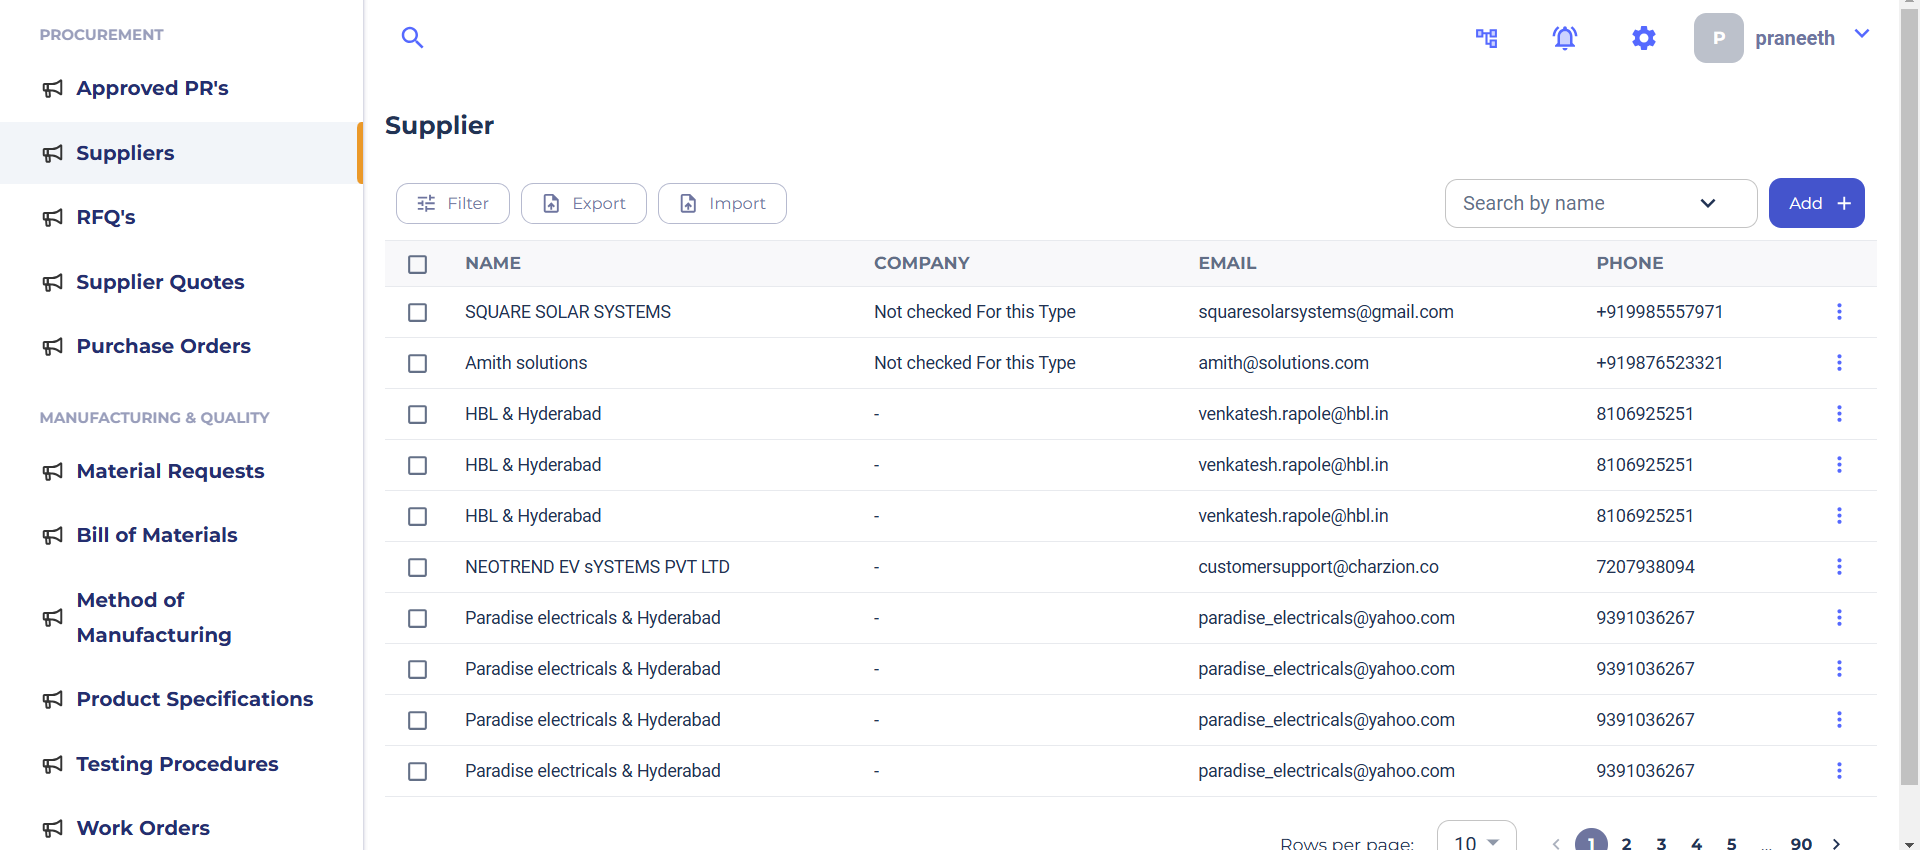 PROCUREMENT
Approved PR's
Suppliers
RFQ's
Supplier Quotes
Purchase Orders
MANUFACTURING & QUALITY
Material Requests
Bill of Materials
Method of
Manufacturing
Product Specifications
Testing Procedures
Work Orders
P praneeth
Supplier
Filter Export Import Search by name Add +
NAME COMPANY EMAIL PHONE
SQUARE SOLAR SYSTEMS Not checked For this Type squaresolarsystems@gmail.com +919985557971
Amith solutions Not checked For this Type amith@solutions.com +919876523321
HBL & Hyderabad - venkatesh.rapole@hbl.in 8106925251
HBL & Hyderabad - venkatesh.rapole@hbl.in 8106925251
HBL & Hyderabad - venkatesh.rapole@hbl.in 8106925251
NEOTREND EV sYSTEMS PVT LTD - customersupport@charzion.co 7207938094
Paradise electricals & Hyderabad - paradise_electricals@yahoo.com 9391036267
Paradise electricals & Hyderabad - paradise_electricals@yahoo.com 9391036267
Paradise electricals & Hyderabad - paradise_electricals@yahoo.com 9391036267
Paradise electricals & Hyderabad - paradise_electricals@yahoo.com 9391036267
Rows per page: 10 1 2 3 4 5 ... 90